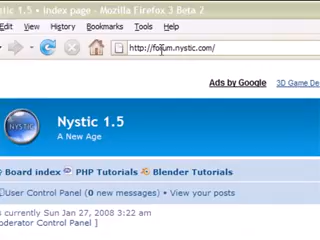 tic 1.5 • Index page - Mozilla Firefox 3 Beta 2
Edit View History Bookmarks Tools Help
http://forum.nystic.com/
Ads by Google 3D Game De
NYSTIC
Nystic 1.5
A New Age
Board index PHP Tutorials Blender Tutorials
User Control Panel (0 new messages) • View your posts
s currently Sun Jan 27, 2008 3:22 am
oderator Control Panel ]